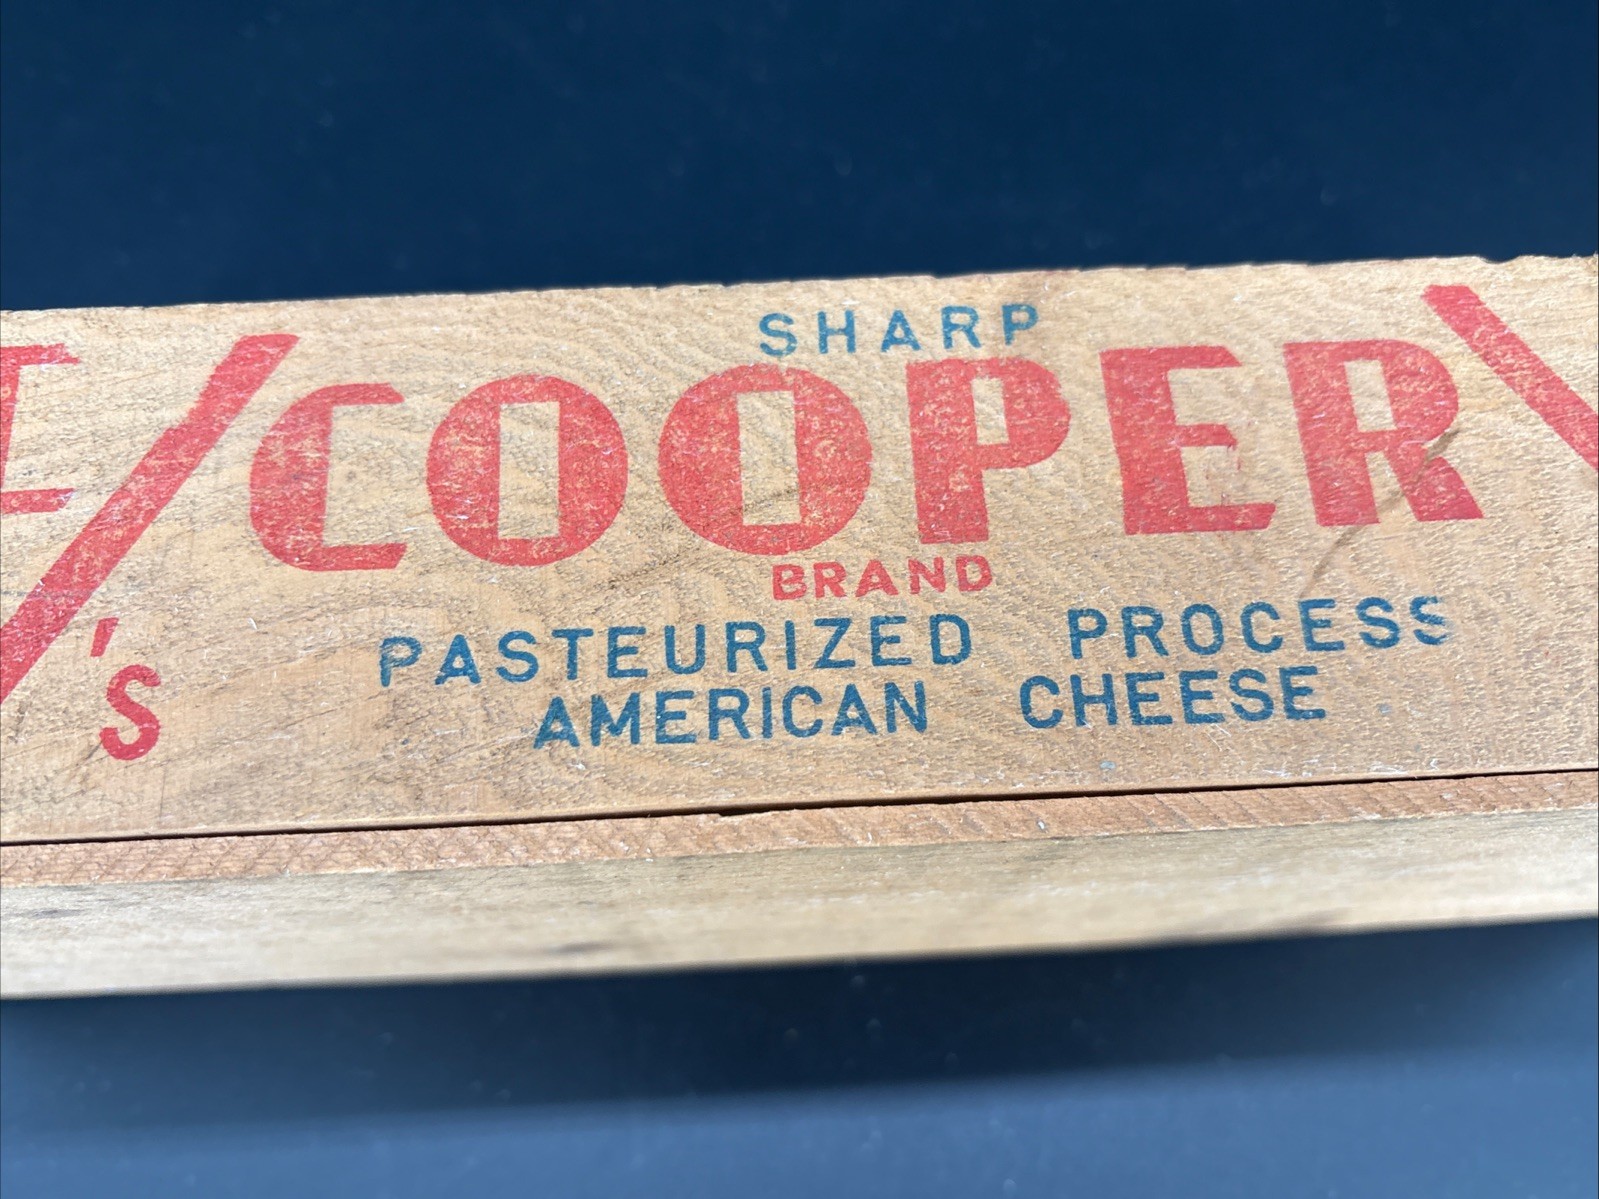 SHARP
COOPER
BRAND
's
PASTEURIZED PROCESS
AMERICAN CHEESE